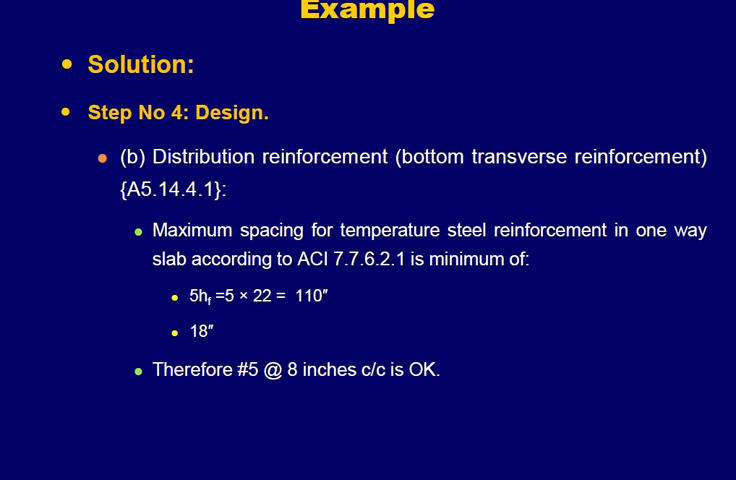 Example
Solution:
Step No 4: Design.
(b) Distribution reinforcement (bottom transverse reinforcement)
{A5.14.4.1}:
Maximum spacing for temperature steel reinforcement in one way
slab according to ACI 7.7.6.2.1 is minimum of:
5hf =5 × 22 = 110″
18″
Therefore #5 @ 8 inches c/c is OK.